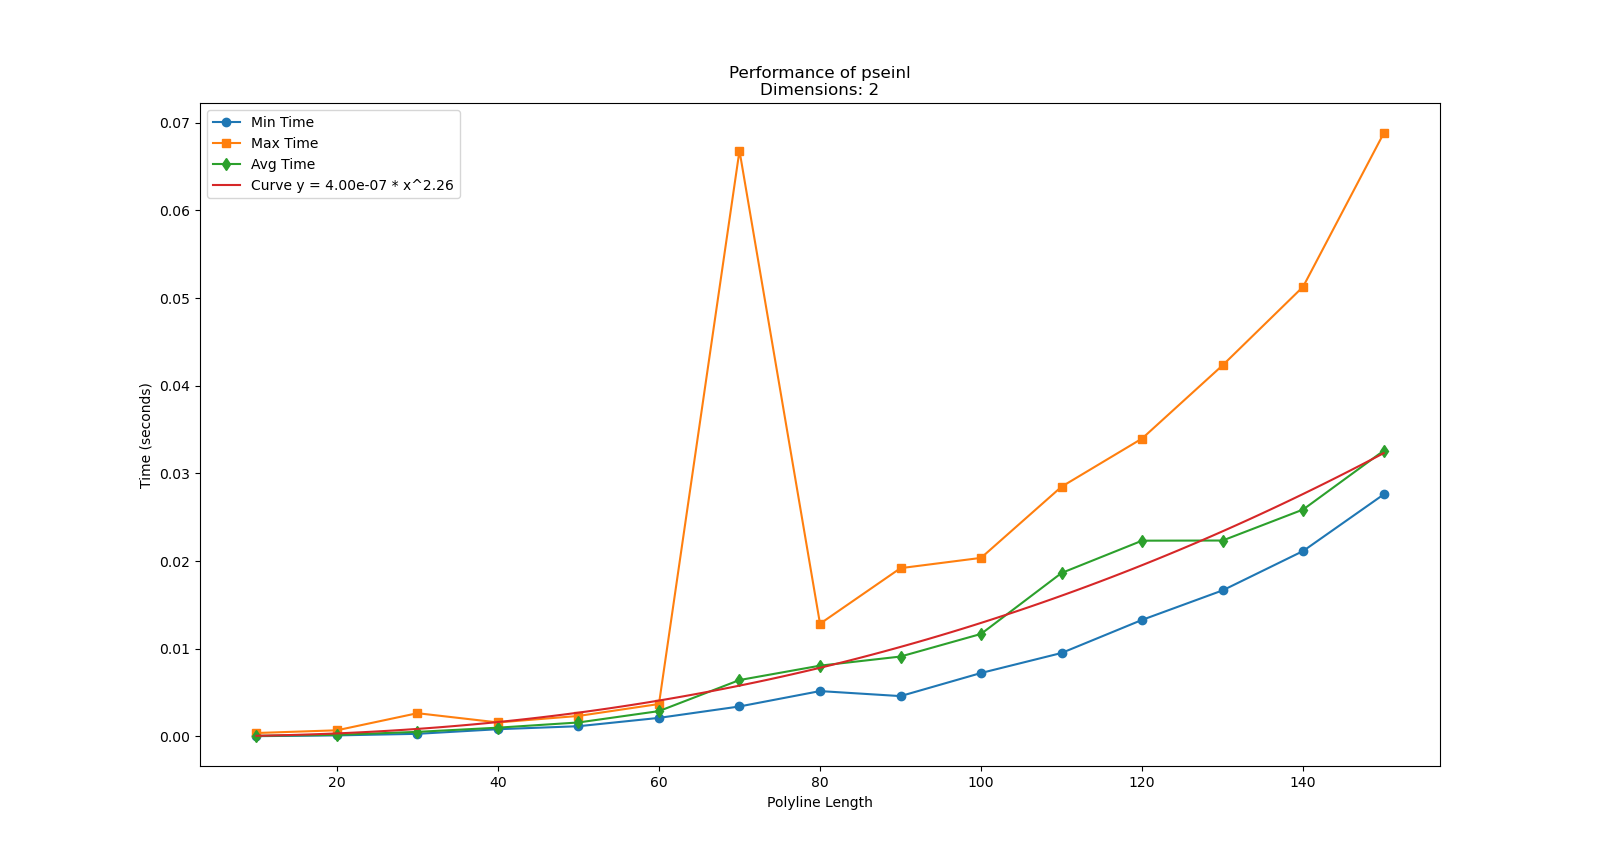 Performance of pseinl
Dimensions: 2
Min Time
Max Time
Avg Time
Curve y = 4.00e-07 * x^2.26
0.07
0.06
0.05
0.04
0.03
0.02
0.01
0.00
Time (seconds)
20 40 60 80 100 120 140
Polyline Length